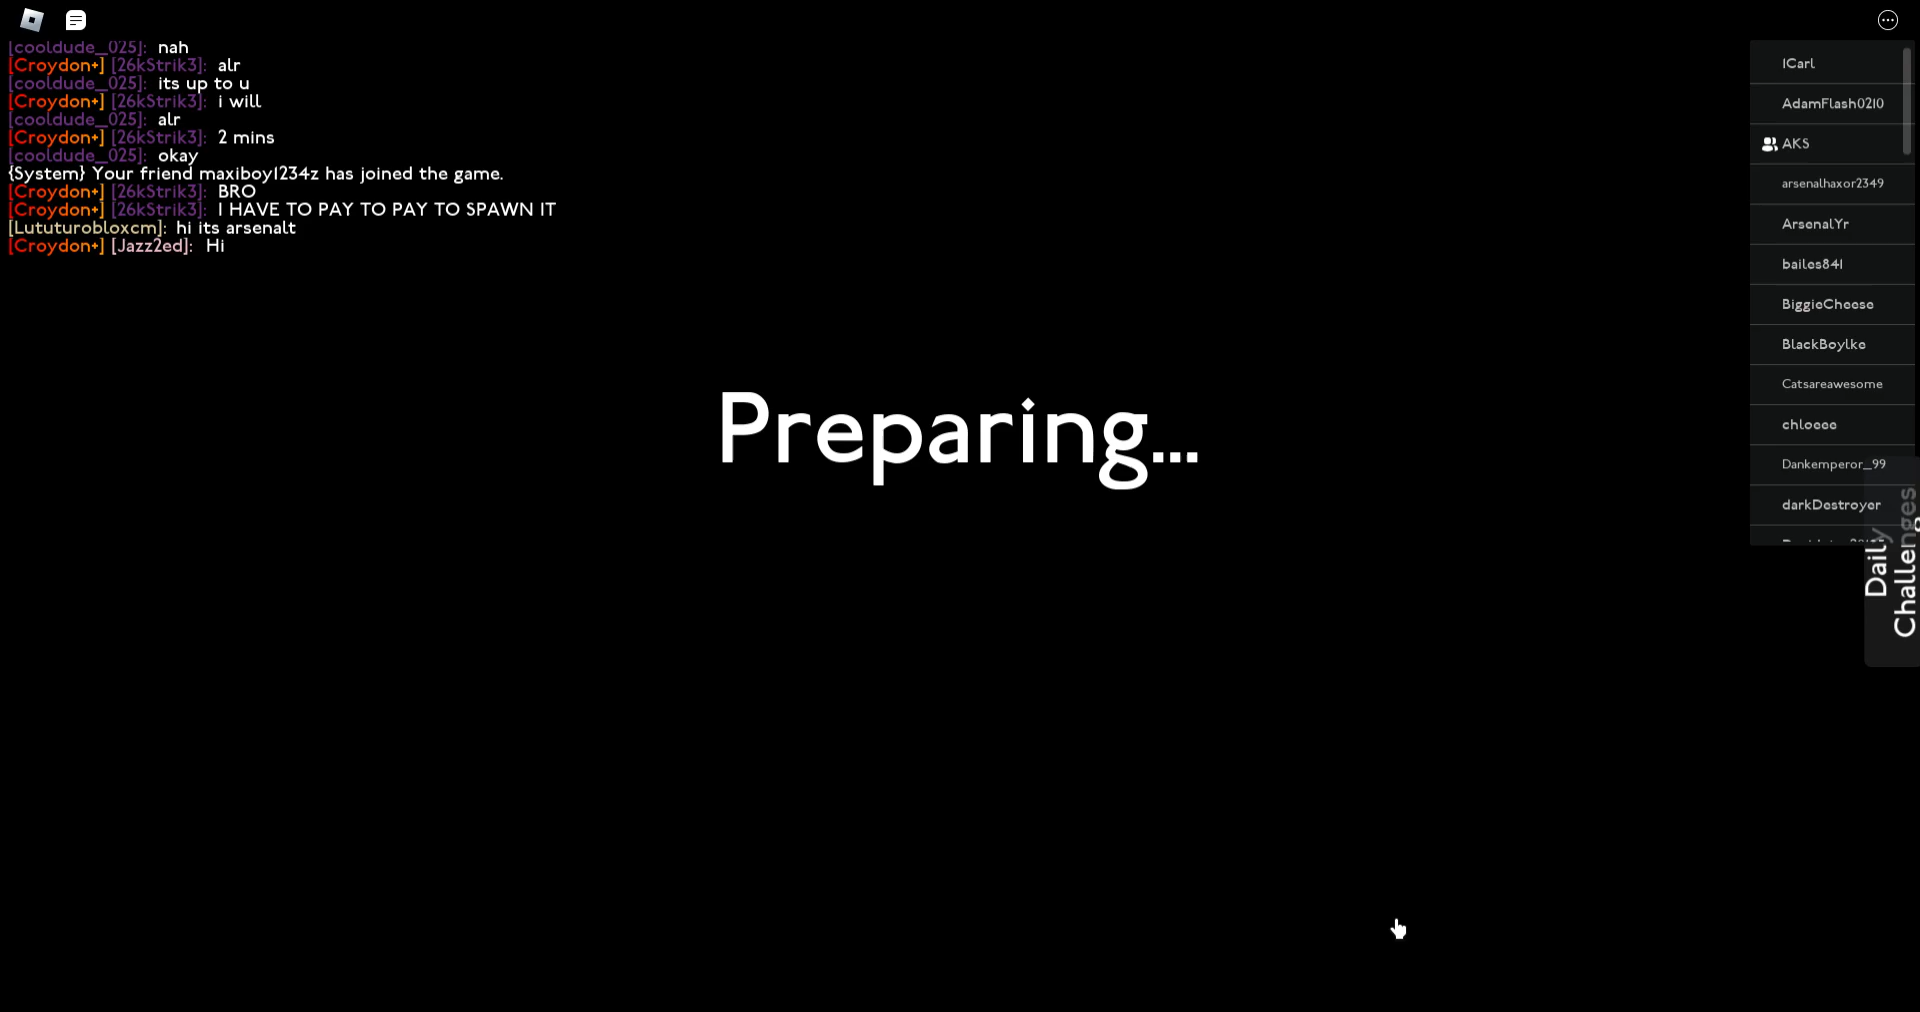 [cooldude_025]: nah
[Croydon+] [26kStrik3]: alr
[cooldude_025]: its up to u
[Croydon+] [26kStrik3]: i will
[cooldude_025]: alr
[Croydon+] [26kStrik3]: 2 mins
[cooldude_025]: okay
{System} Your friend maxiboy1234z has joined the game.
[Croydon+] [26kStrik3]: BRO
[Croydon+] [26kStrik3]: I HAVE TO PAY TO PAY TO SPAWN IT
[Lututurobloxcm]: hi its arsenalt
[Croydon+] [Jazz2ed]: Hi
Preparing...
1Carl
AdamFlash0210
AKS
arsenalhaxor2349
ArsenalYr
bailes841
BiggieCheese
BlackBoylke
Catsareawesome
chloeee
Dankemperor_99
darkDestroyer
Daily
Challenges